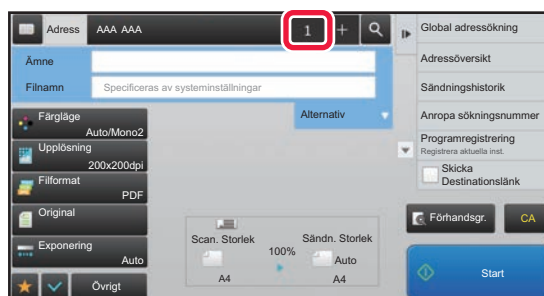 Adress AAA AAA 1 +
Ämne
Filnamn Specificeras av systeminställningar
Alternativ
Färgläge
Auto/Mono2
Upplösning
200x200dpi
Filformat
PDF
Original
Exponering
Auto
Övrigt
Scan. Storlek
A4
100%
Sändn. Storlek
Auto
A4
Global adressökning
Adressöversikt
Sändningshistorik
Anropa sökningsnummer
Programregistrering
Registrera aktuella inst.
Skicka
Destinationslänk
Förhandsgr.
CA
Start